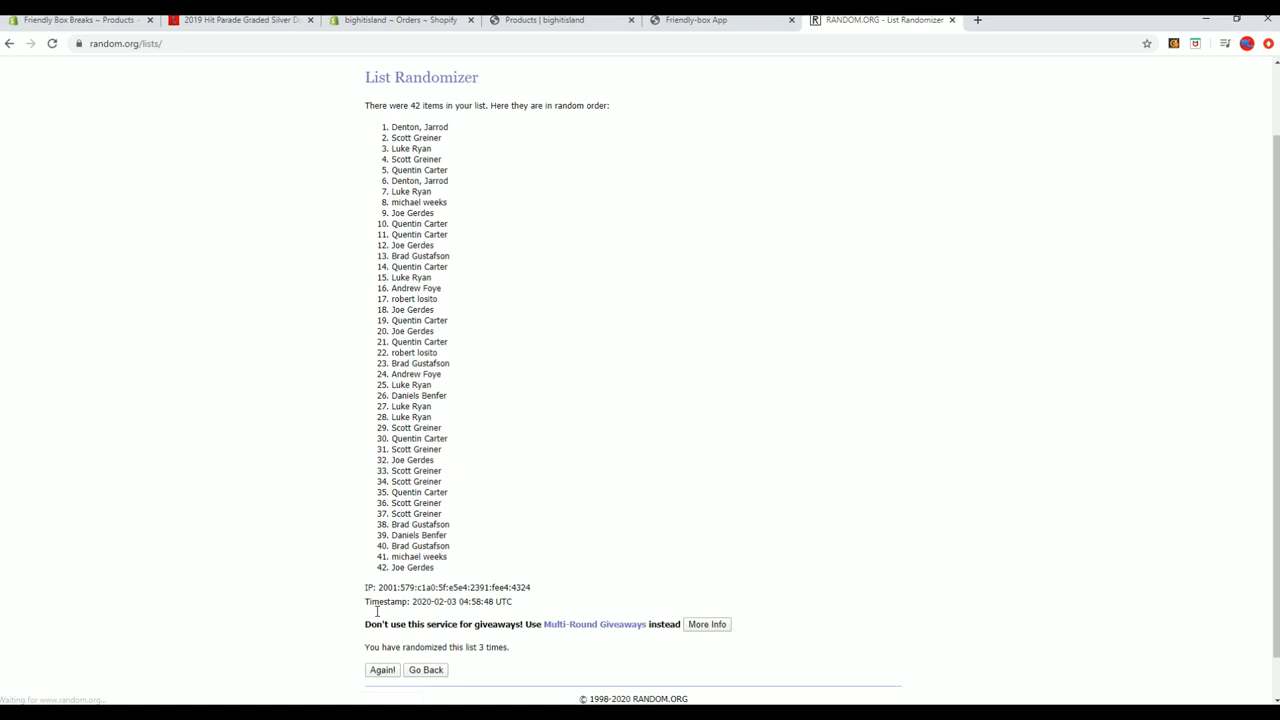 Friendly Box Breaks ~ Products ~
2019 Hit Parade Graded Silver D
bighitisland ~ Orders ~ Shopify
Products | bighitisland
Friendly-box App
RANDOM.ORG - List Randomizer
random.org/lists/
List Randomizer
There were 42 items in your list. Here they are in random order:
1. Denton, Jarrod
2. Scott Greiner
3. Luke Ryan
4. Scott Greiner
5. Quentin Carter
6. Denton, Jarrod
7. Luke Ryan
8. michael weeks
9. Joe Gerdes
10. Quentin Carter
11. Quentin Carter
12. Joe Gerdes
13. Brad Gustafson
14. Quentin Carter
15. Luke Ryan
16. Andrew Foye
17. robert losito
18. Joe Gerdes
19. Quentin Carter
20. Joe Gerdes
21. Quentin Carter
22. robert losito
23. Brad Gustafson
24. Andrew Foye
25. Luke Ryan
26. Daniels Benfer
27. Luke Ryan
28. Luke Ryan
29. Scott Greiner
30. Quentin Carter
31. Scott Greiner
32. Joe Gerdes
33. Scott Greiner
34. Scott Greiner
35. Quentin Carter
36. Scott Greiner
37. Scott Greiner
38. Brad Gustafson
39. Daniels Benfer
40. Brad Gustafson
41. michael weeks
42. Joe Gerdes
IP: 2001:579:c1a0:5f:e5e4:2391:fee4:4324
Timestamp: 2020-02-03 04:58:48 UTC
Don't use this service for giveaways! Use Multi-Round Giveaways instead More Info
You have randomized this list 3 times.
Again! Go Back
Waiting for www.random.org...
© 1998-2020 RANDOM.ORG